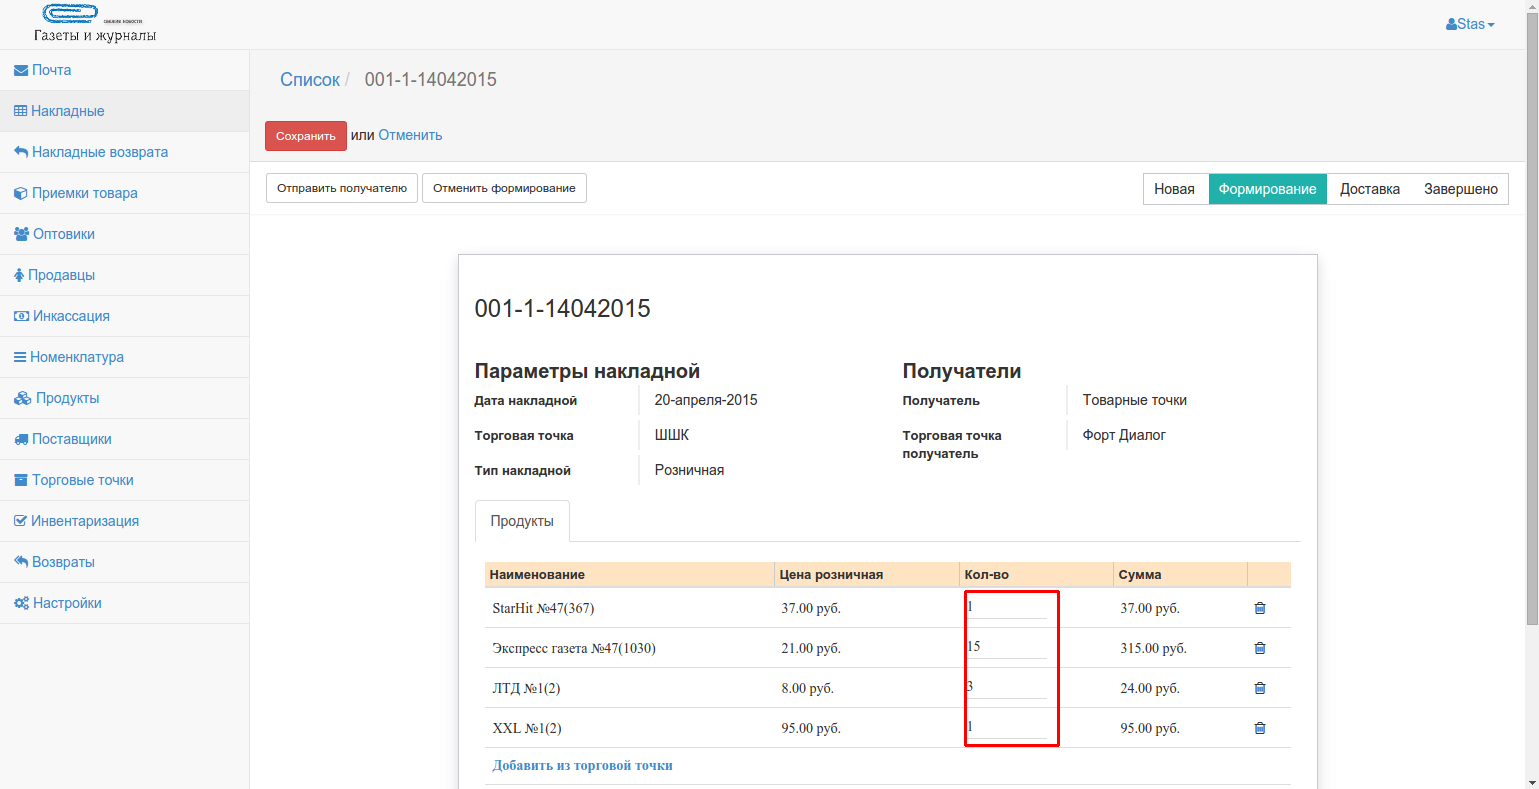 свежие новости
Газеты и журналы
Stas
Почта
Накладные
Накладные возврата
Приемки товара
Оптовики
Продавцы
Инкассация
Номенклатура
Продукты
Поставщики
Торговые точки
Инвентаризация
Возвраты
Настройки
Список / 001-1-14042015
Сохранить или Отменить
Отправить получателю Отменить формирование
Новая Формирование Доставка Завершено
001-1-14042015
Параметры накладной
Дата накладной 20-апреля-2015
Торговая точка ШШК
Тип накладной Розничная
Получатели
Получатель Товарные точки
Торговая точка получатель Форт Диалог
Продукты
Наименование Цена розничная Кол-во Сумма
StarHit №47(367) 37.00 руб. 1 37.00 руб.
Экспресс газета №47(1030) 21.00 руб. 15 315.00 руб.
ЛТД №1(2) 8.00 руб. 3 24.00 руб.
XXL №1(2) 95.00 руб. 1 95.00 руб.
Добавить из торговой точки